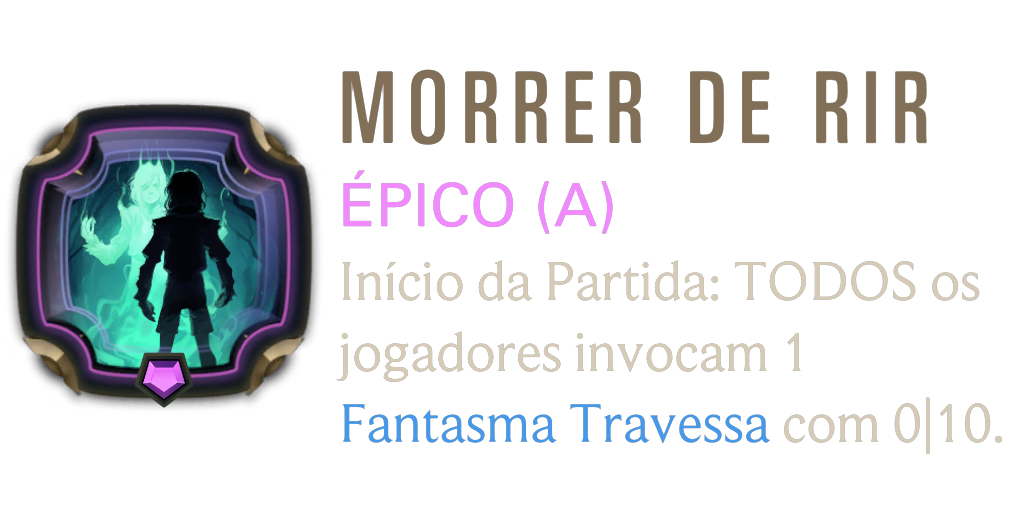 MORRER DE RIR
ÉPICO (A)
Início da Partida: TODOS os
jogadores invocam 1
Fantasma Travessa com 0|10.